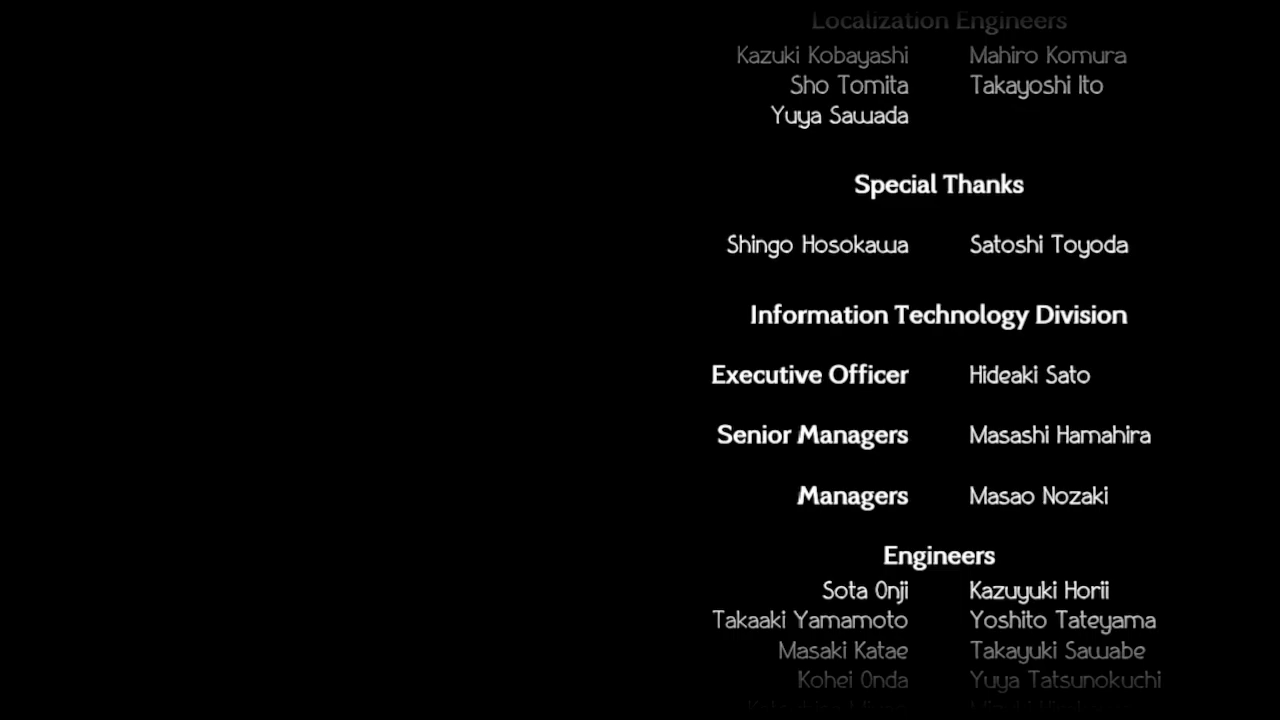 Localization Engineers
Kazuki Kobayashi Mahiro Komura
Sho Tomita Takayoshi Ito
Yuya Sawada
Special Thanks
Shingo Hosokawa Satoshi Toyoda
Information Technology Division
Executive Officer Hideaki Sato
Senior Managers Masashi Hamahira
Managers Masao Nozaki
Engineers
Sota Onji Kazuyuki Horii
Takaaki Yamamoto Yoshito Tateyama
Masaki Katae Takayuki Sawabe
Kohei Onda Yuya Tatsunokuchi